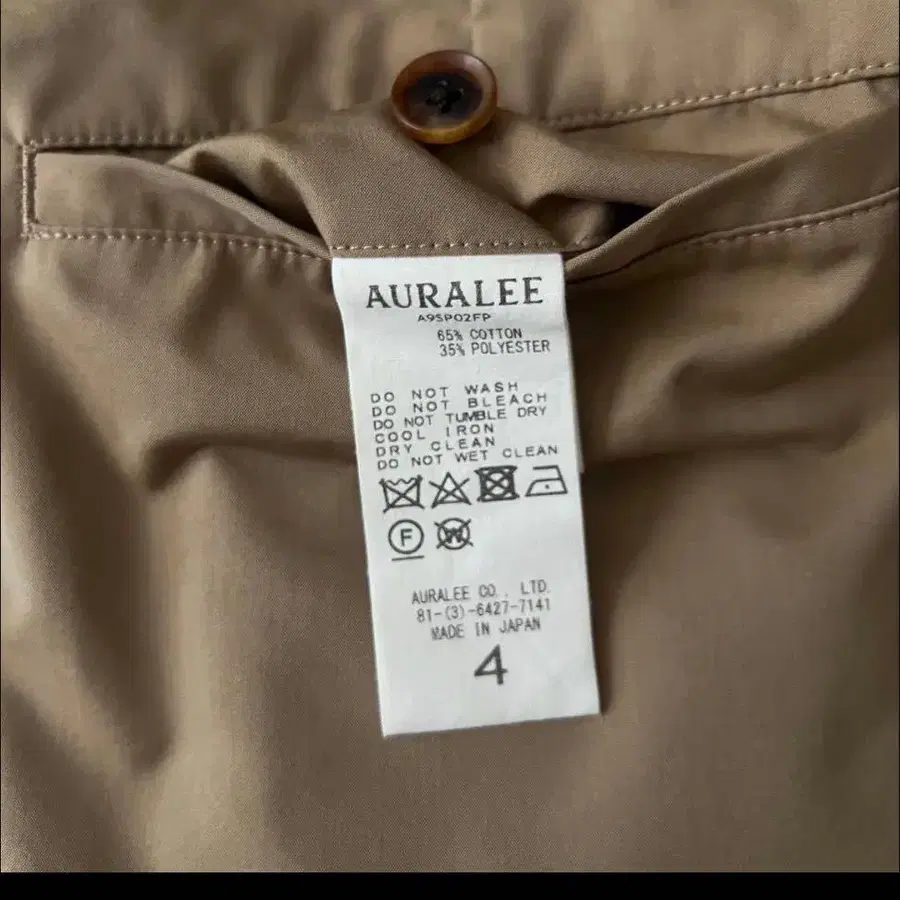 AURALEE
A9SP02FP
65% COTTON
35% POLYESTER
DO NOT WASH
DO NOT BLEACH
DO NOT TUMBLE DRY
COOL IRON
DRY CLEAN
DO NOT WET CLEAN
F W
AURALEE CO., LTD.
81-(3)-6427-7141
MADE IN JAPAN
4